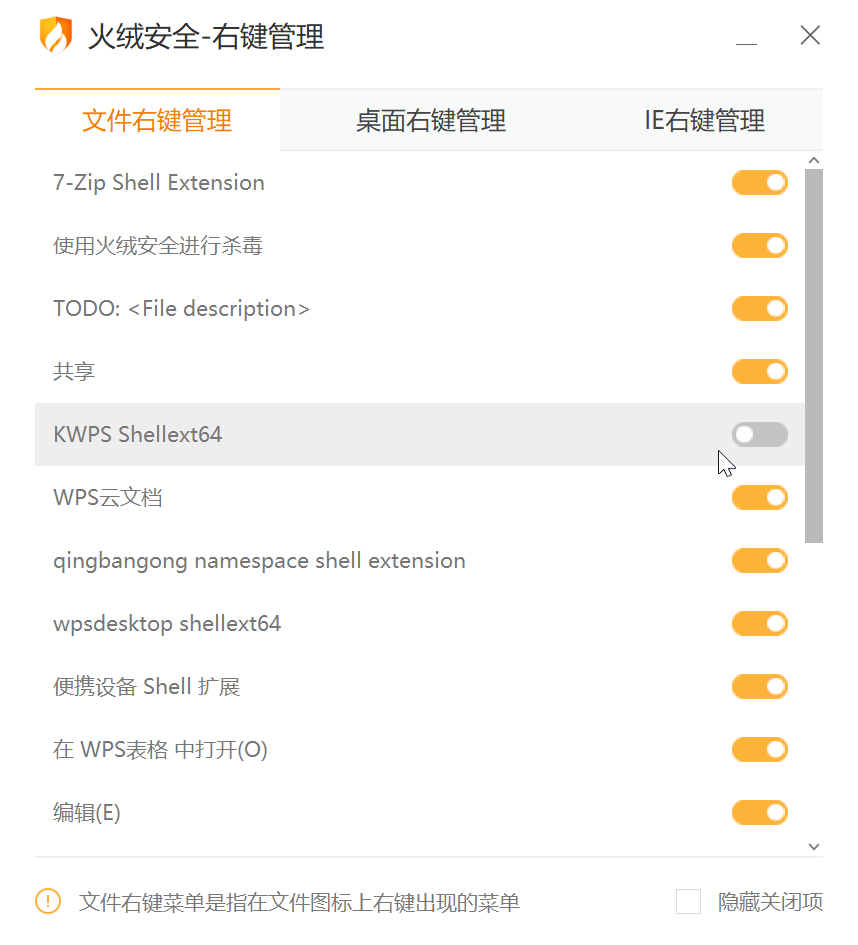 火绒安全-右键管理
文件右键管理 桌面右键管理 IE右键管理
7-Zip Shell Extension
使用火绒安全进行杀毒
TODO: <File description>
共享
KWPS Shellext64
WPS云文档
qingbangong namespace shell extension
wpsdesktop shellext64
便携设备 Shell 扩展
在 WPS表格 中打开(O)
编辑(E)
文件右键菜单是指在文件图标上右键出现的菜单 隐藏关闭项